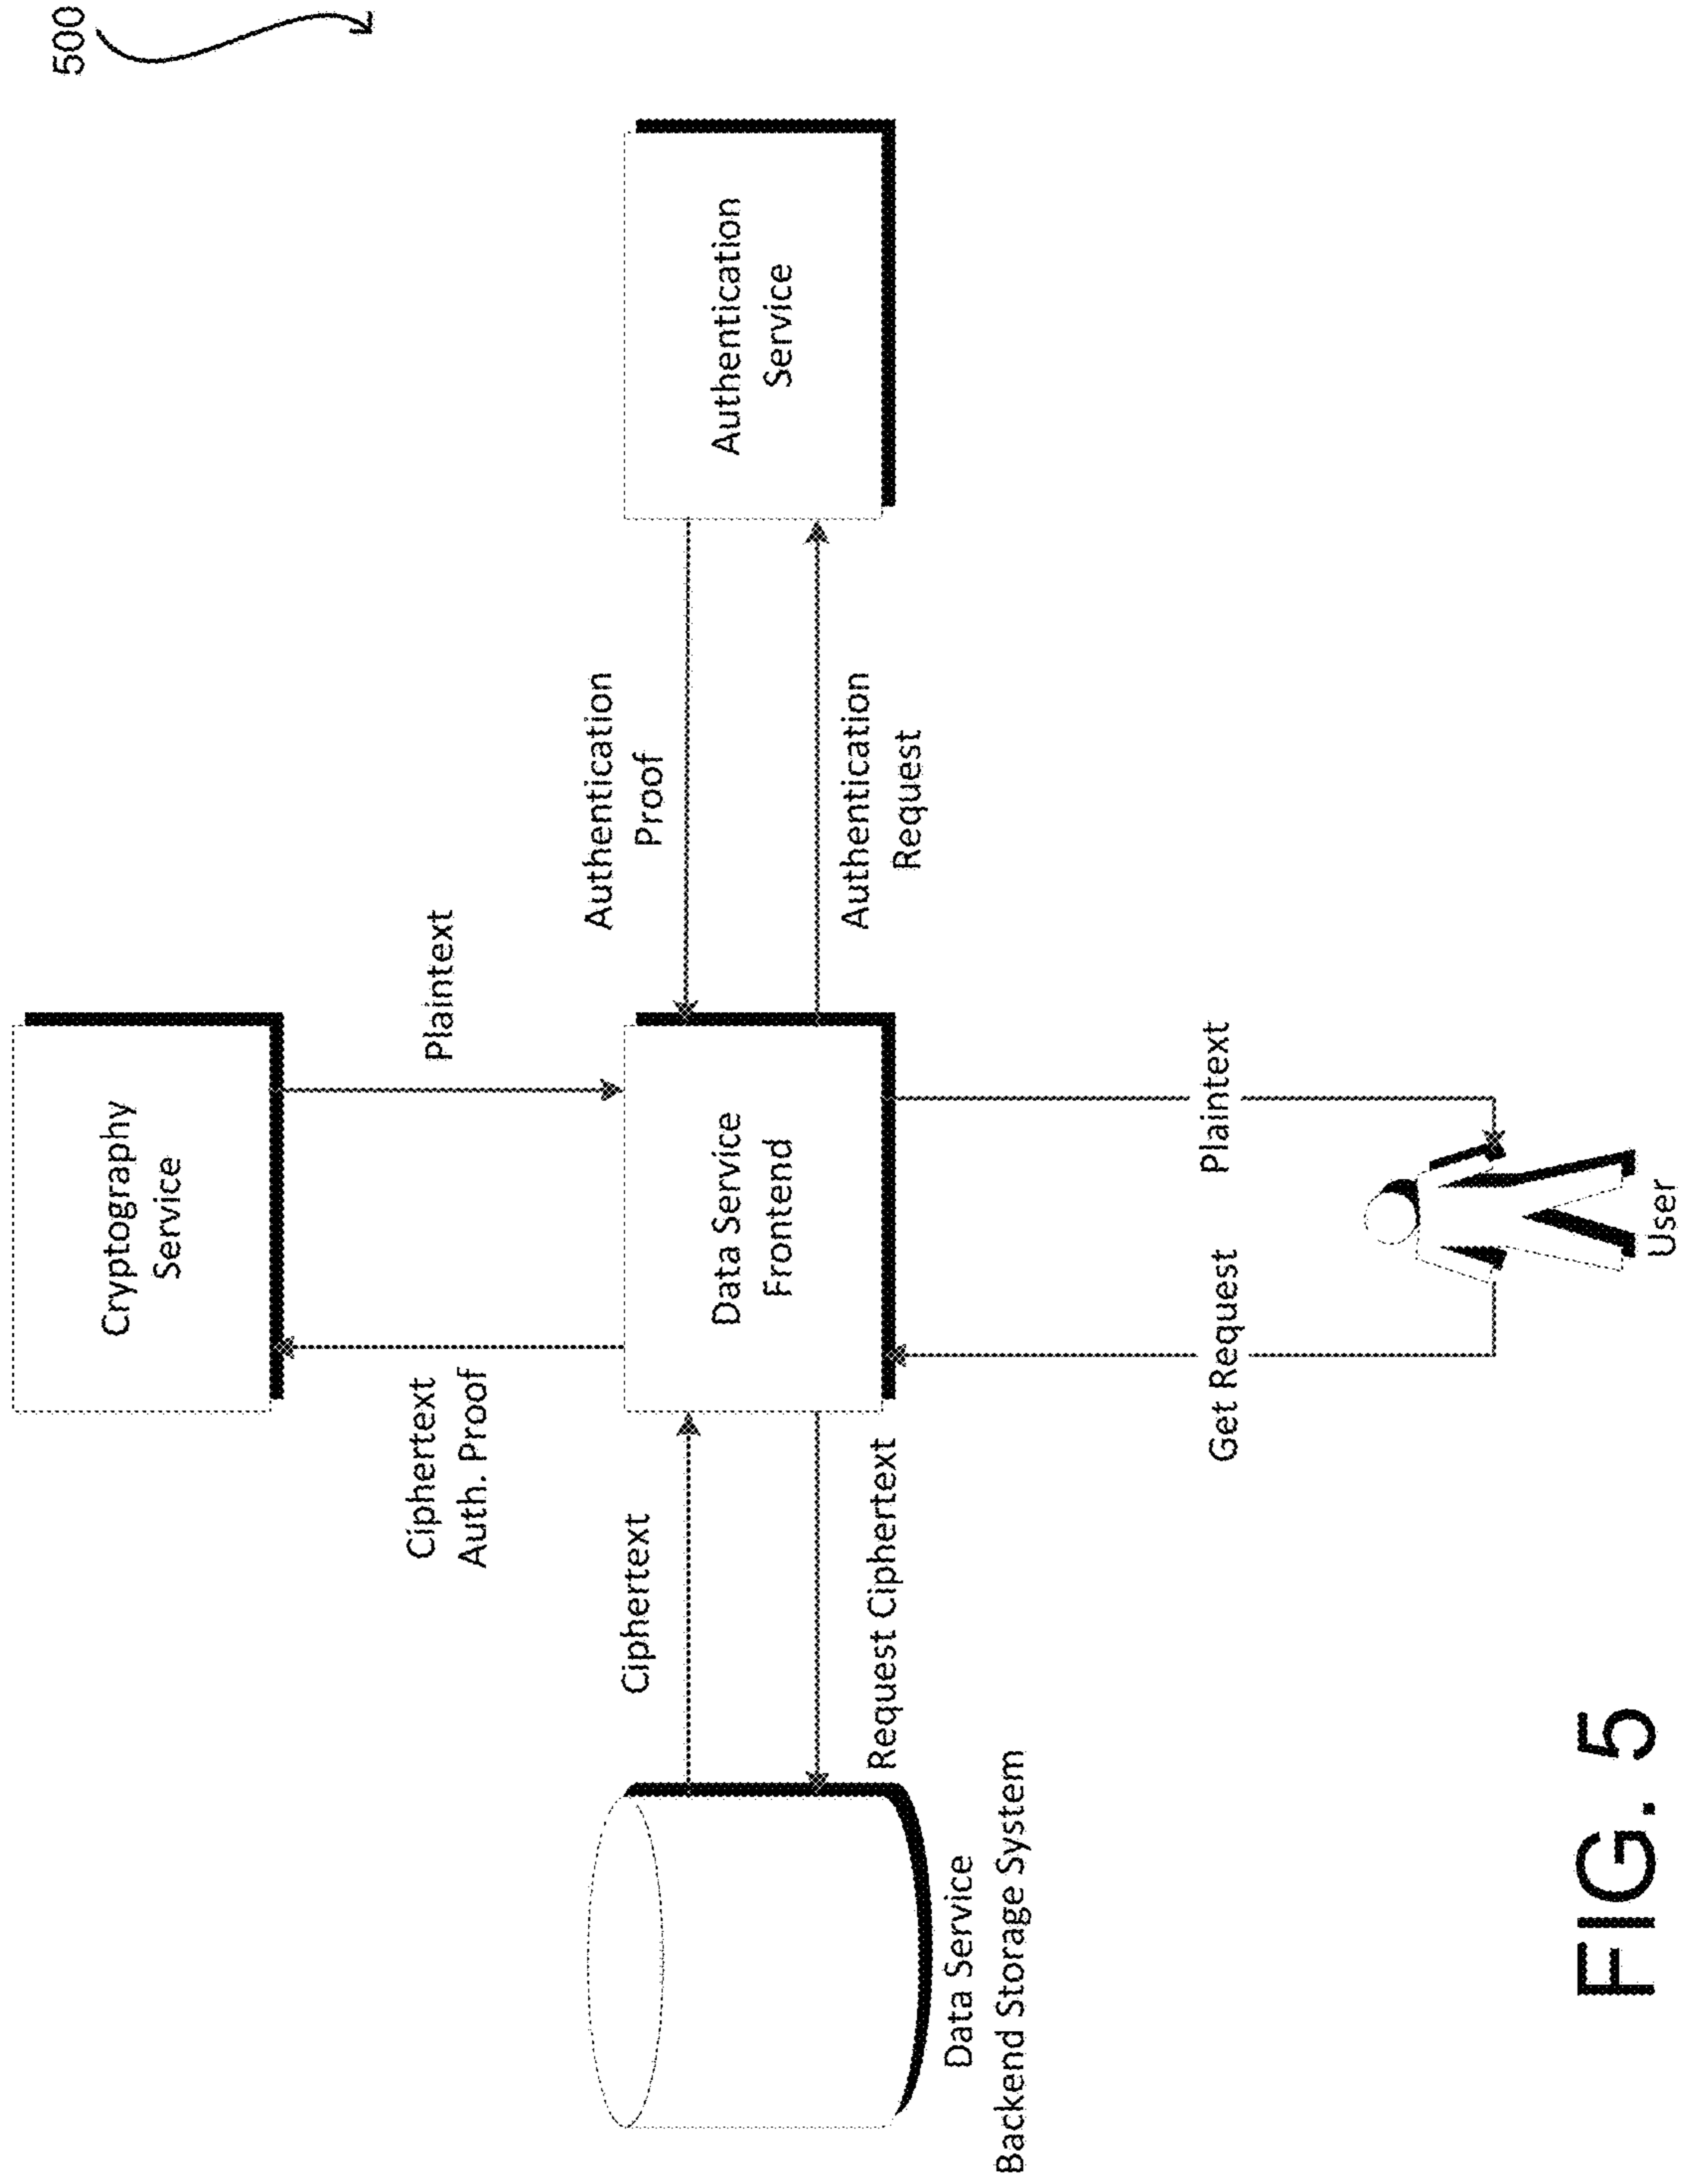 500
Cryptography
Service
Ciphertext
Auth. Proof
Plaintext
Ciphertext
Authentication
Proof
Data Service
Frontend
Authentication
Service
Request Ciphertext
Authentication
Request
Data Service
Backend Storage System
Get Request
Plaintext
User
FIG. 5